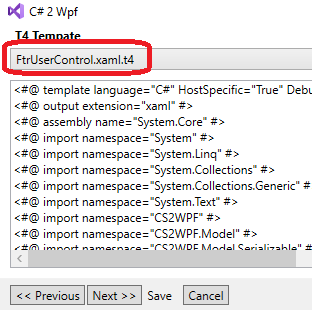 C# 2 Wpf
T4 Tempate
FtrUserControl.xaml.t4
<#@ template language="C#" HostSpecific="True" Debu
<#@ output extension="xaml" #>
<#@ assembly name="System.Core" #>
<#@ import namespace="System" #>
<#@ import namespace="System.Linq" #>
<#@ import namespace="System.Collections" #>
<#@ import namespace="System.Collections.Generic" #>
<#@ import namespace="System.Text" #>
<#@ import namespace="CS2WPF" #>
<#@ import namespace="CS2WPF.Model" #>
<#@ import namespace="CS2WPF.Model.Serializable" #>
<< Previous Next >> Save Cancel